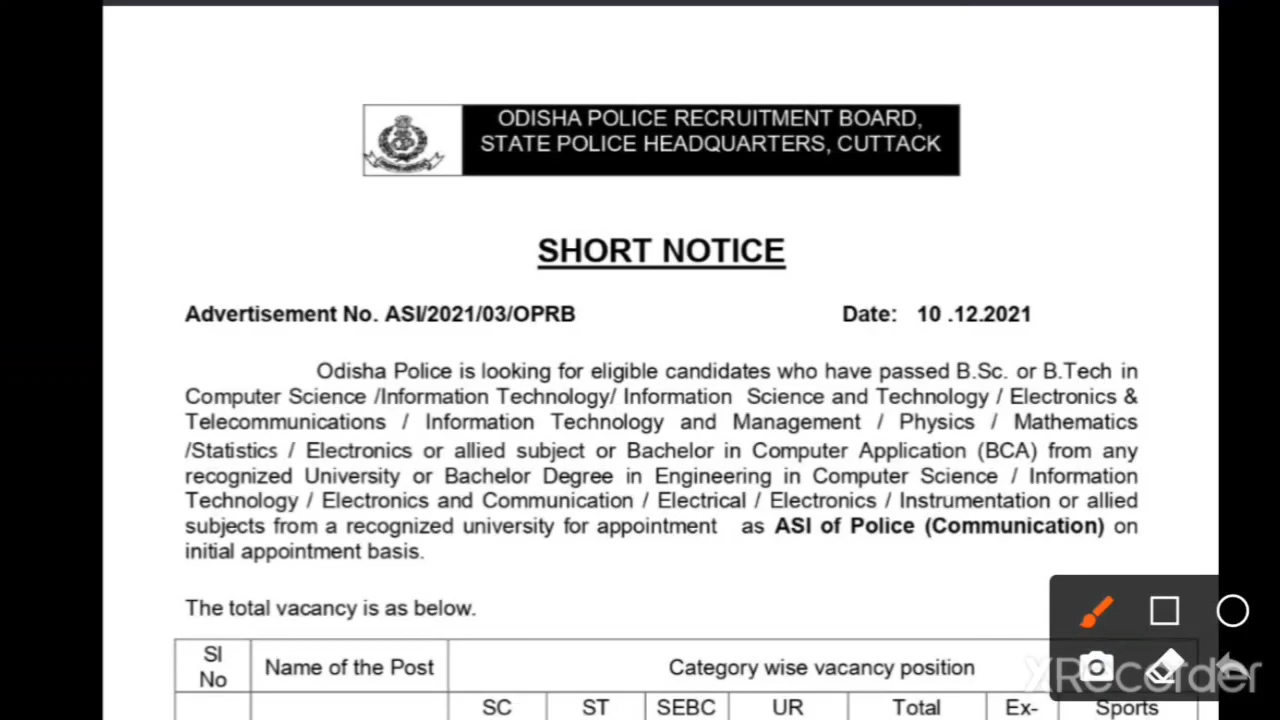 ODISHA POLICE RECRUITMENT BOARD,
STATE POLICE HEADQUARTERS, CUTTACK
SHORT NOTICE
Advertisement No. ASI/2021/03/OPRB Date: 10 .12.2021
Odisha Police is looking for eligible candidates who have passed B.Sc. or B.Tech in
Computer Science /Information Technology/ Information Science and Technology / Electronics &
Telecommunications / Information Technology and Management / Physics / Mathematics
/Statistics / Electronics or allied subject or Bachelor in Computer Application (BCA) from any
recognized University or Bachelor Degree in Engineering in Computer Science / Information
Technology / Electronics and Communication / Electrical / Electronics / Instrumentation or allied
subjects from a recognized university for appointment as ASI of Police (Communication) on
initial appointment basis.
The total vacancy is as below.
Sl
No
Name of the Post
Category wise vacancy position
SC ST SEBC UR Total Ex- Sports
XRecorder